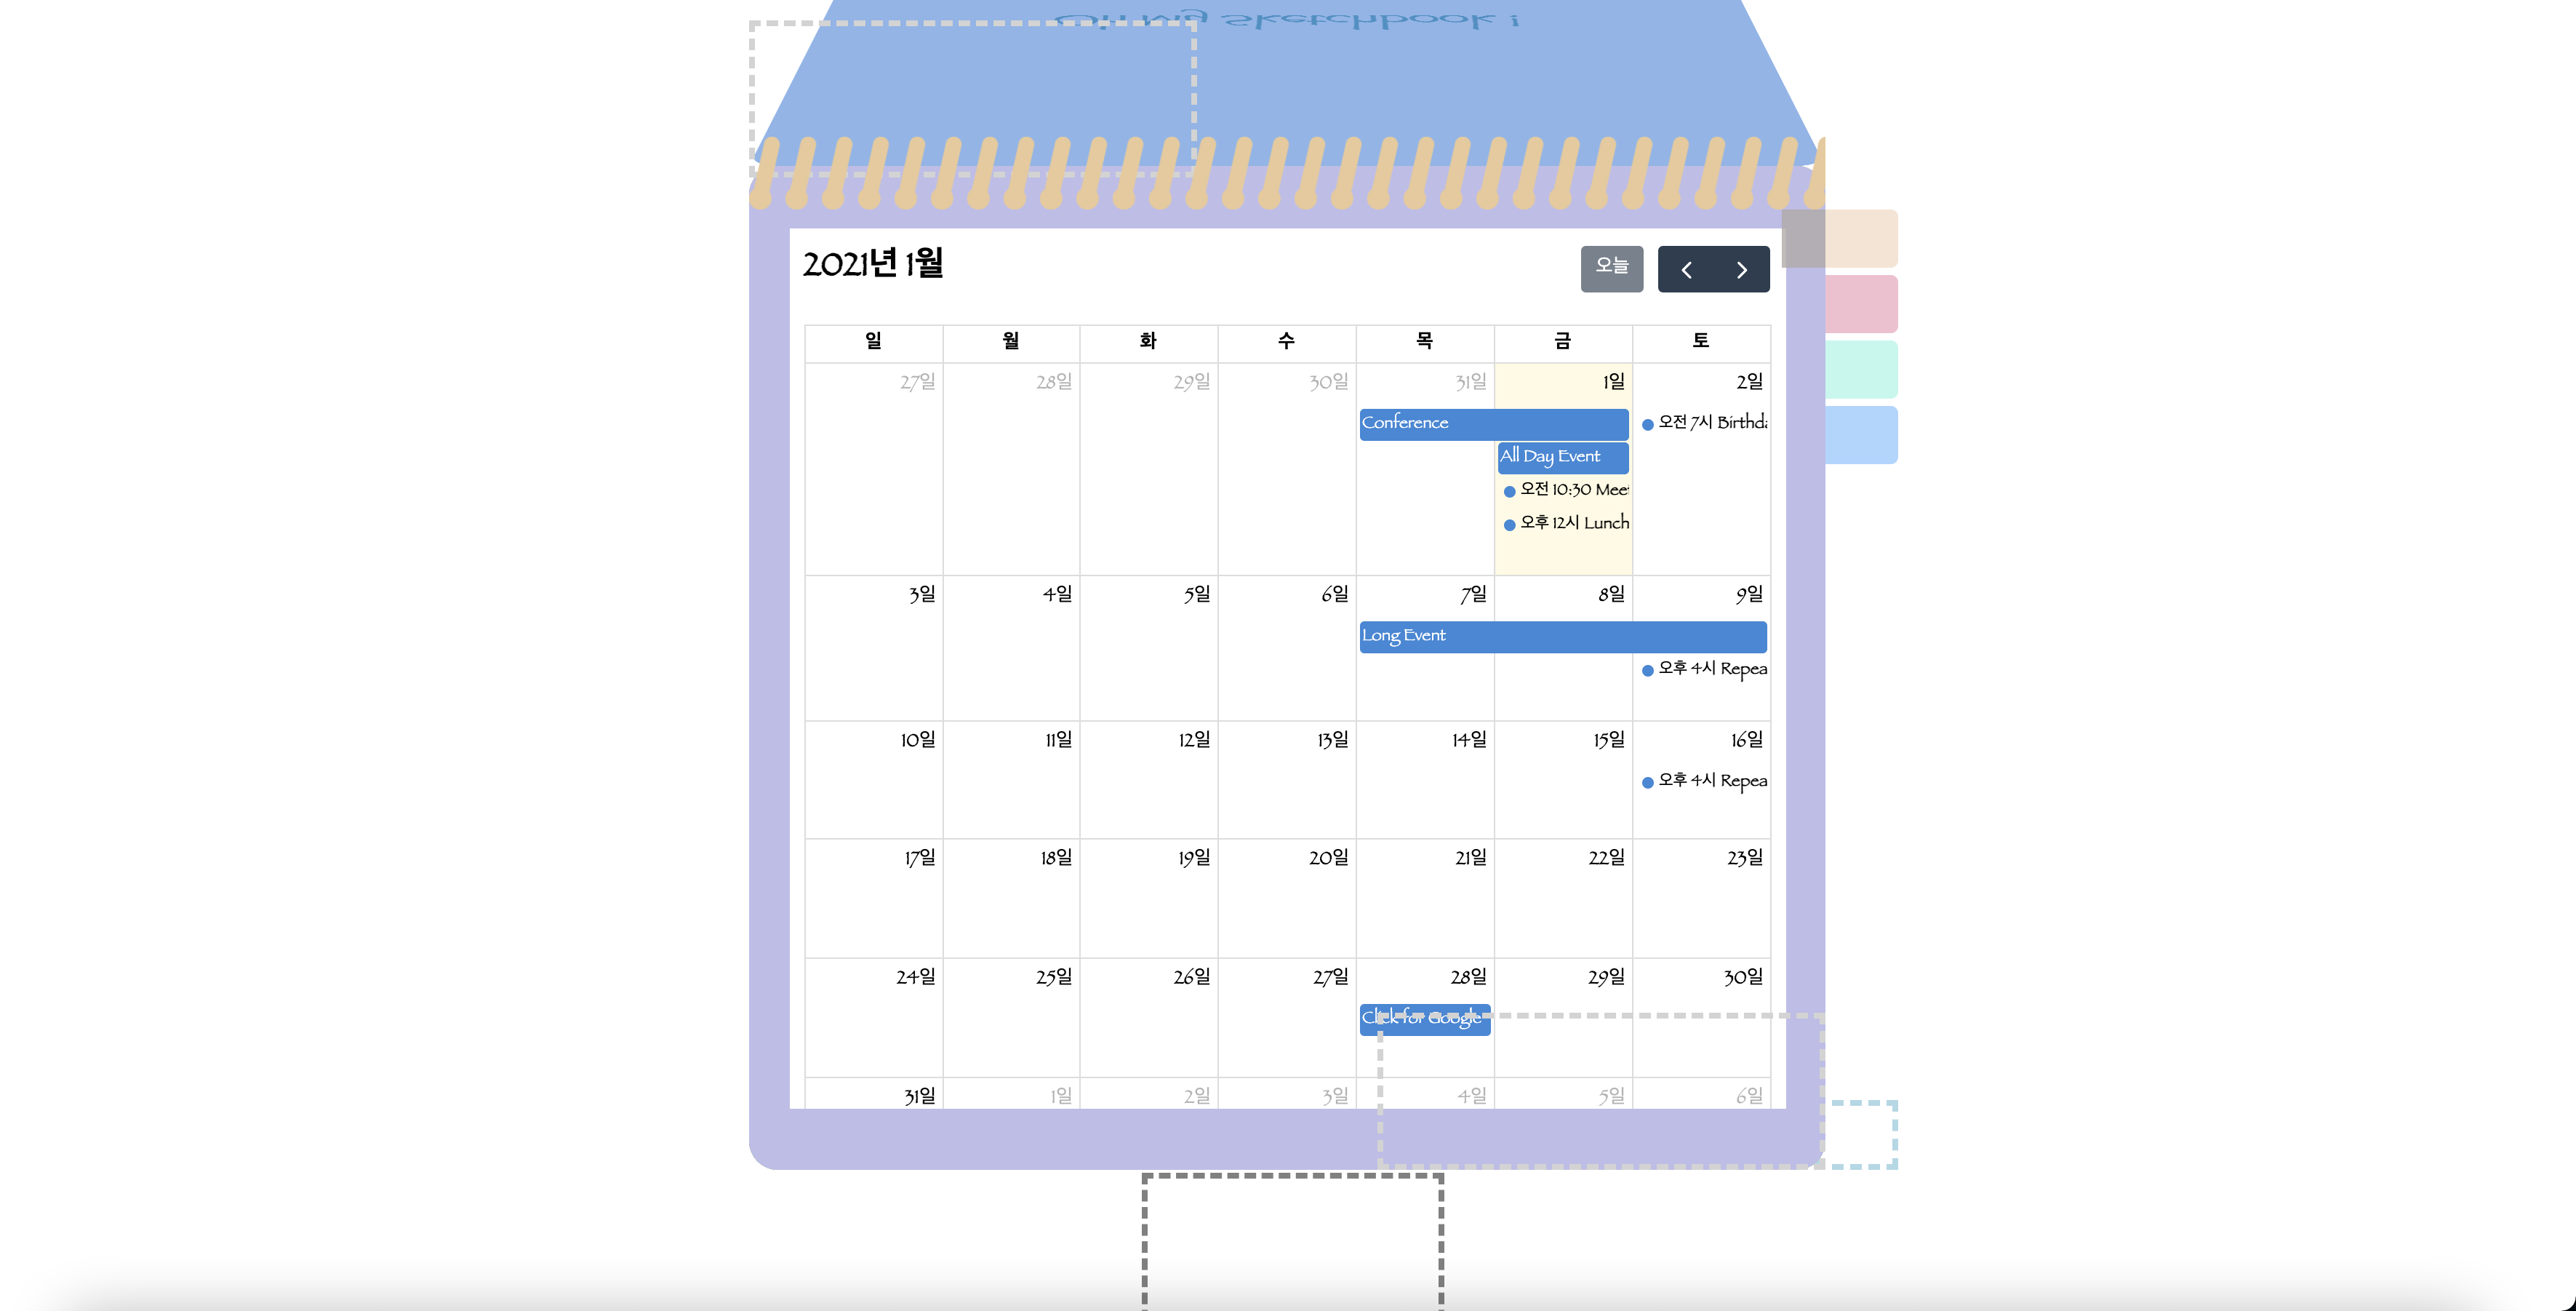 Oh My Sketchbook !
2021년 1월
오늘
일 월 화 수 목 금 토
27일 28일 29일 30일 31일 1일 2일
Conference
오전 7시 Birthda
All Day Event
오전 10:30 Meet
오후 12시 Lunch
3일 4일 5일 6일 7일 8일 9일
Long Event
오후 4시 Repea
10일 11일 12일 13일 14일 15일 16일
오후 4시 Repea
17일 18일 19일 20일 21일 22일 23일
24일 25일 26일 27일 28일 29일 30일
Click for Google
31일 1일 2일 3일 4일 5일 6일